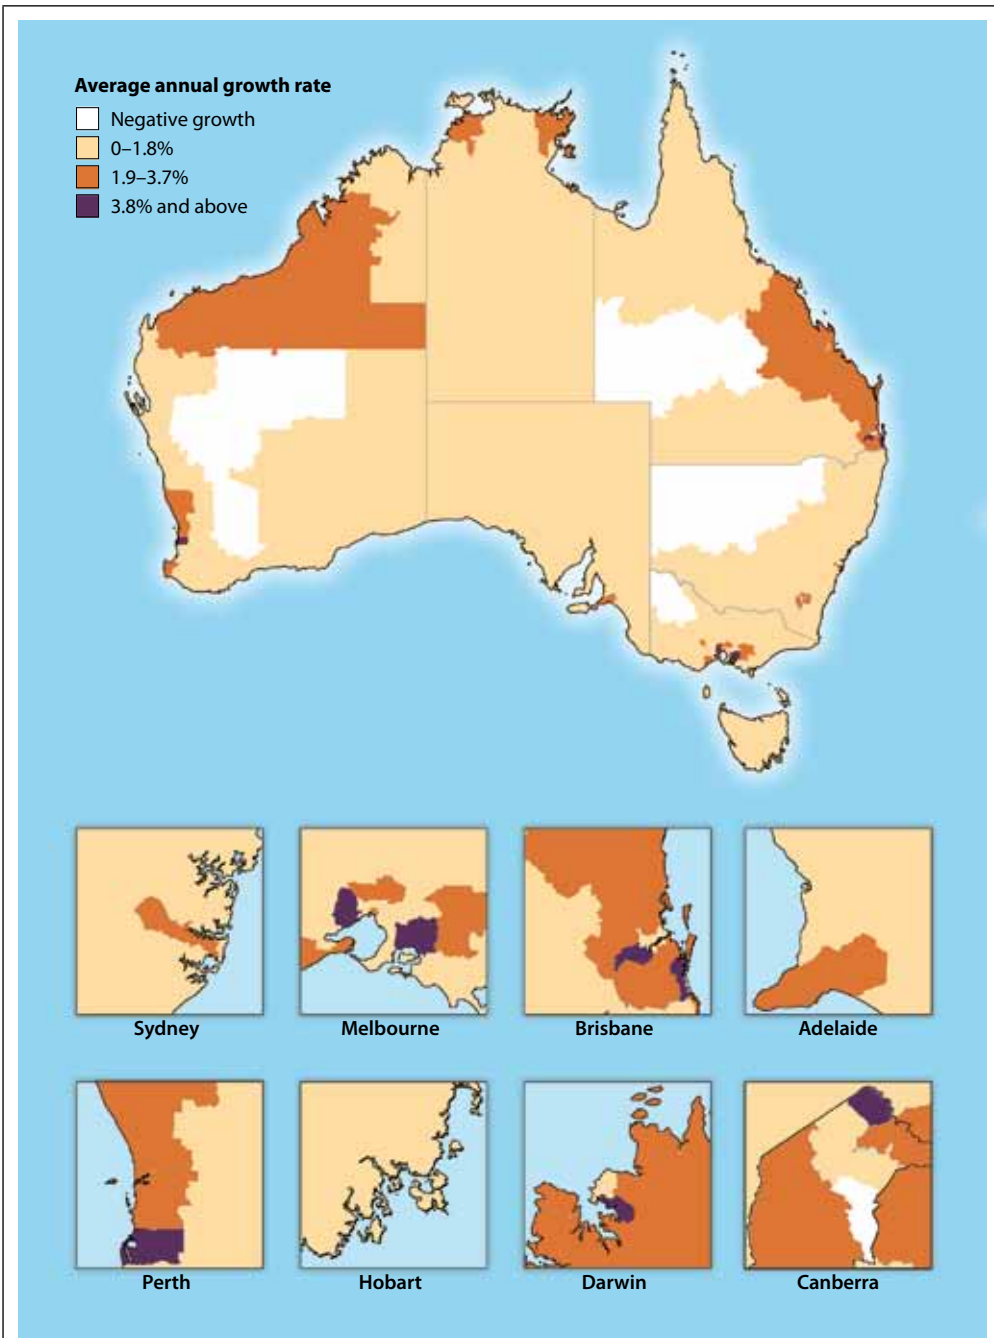 Average annual growth rate
Negative growth
0–1.8%
1.9–3.7%
3.8% and above
Sydney
Melbourne
Brisbane
Adelaide
Perth
Hobart
Darwin
Canberra